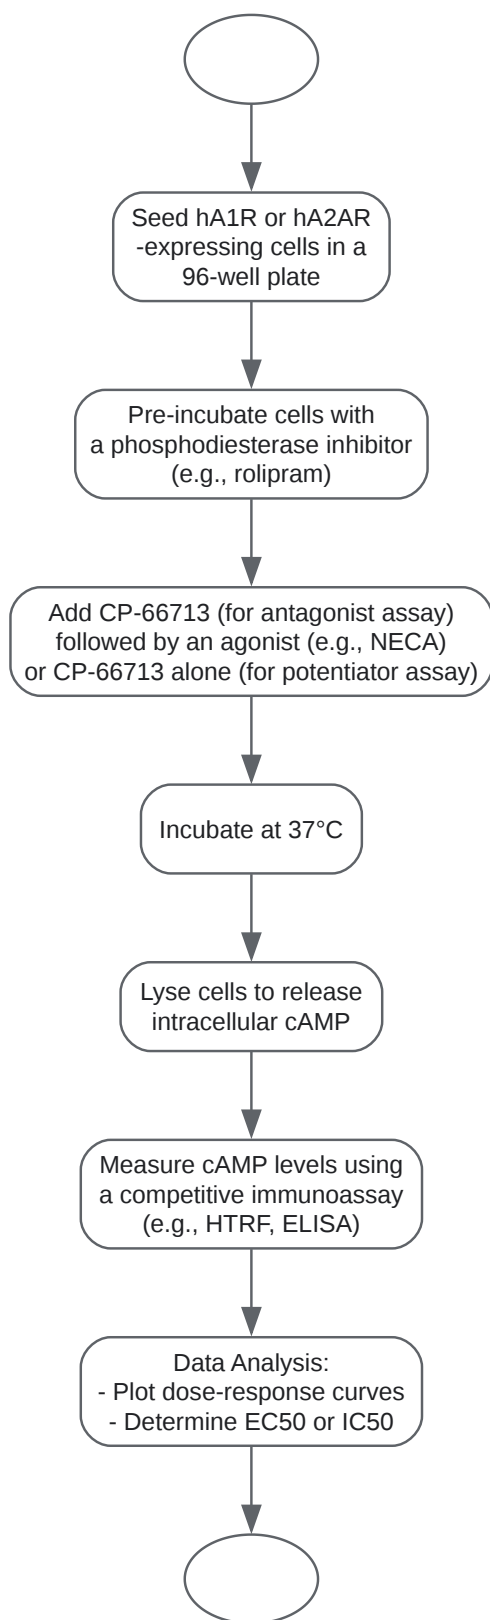 Seed hA1R or hA2AR
-expressing cells in a
96-well plate
Pre-incubate cells with
a phosphodiesterase inhibitor
(e.g., rolipram)
Add CP-66713 (for antagonist assay)
followed by an agonist (e.g., NECA)
or CP-66713 alone (for potentiator assay)
Incubate at 37°C
Lyse cells to release
intracellular cAMP
Measure cAMP levels using
a competitive immunoassay
(e.g., HTRF, ELISA)
Data Analysis:
- Plot dose-response curves
- Determine EC50 or IC50